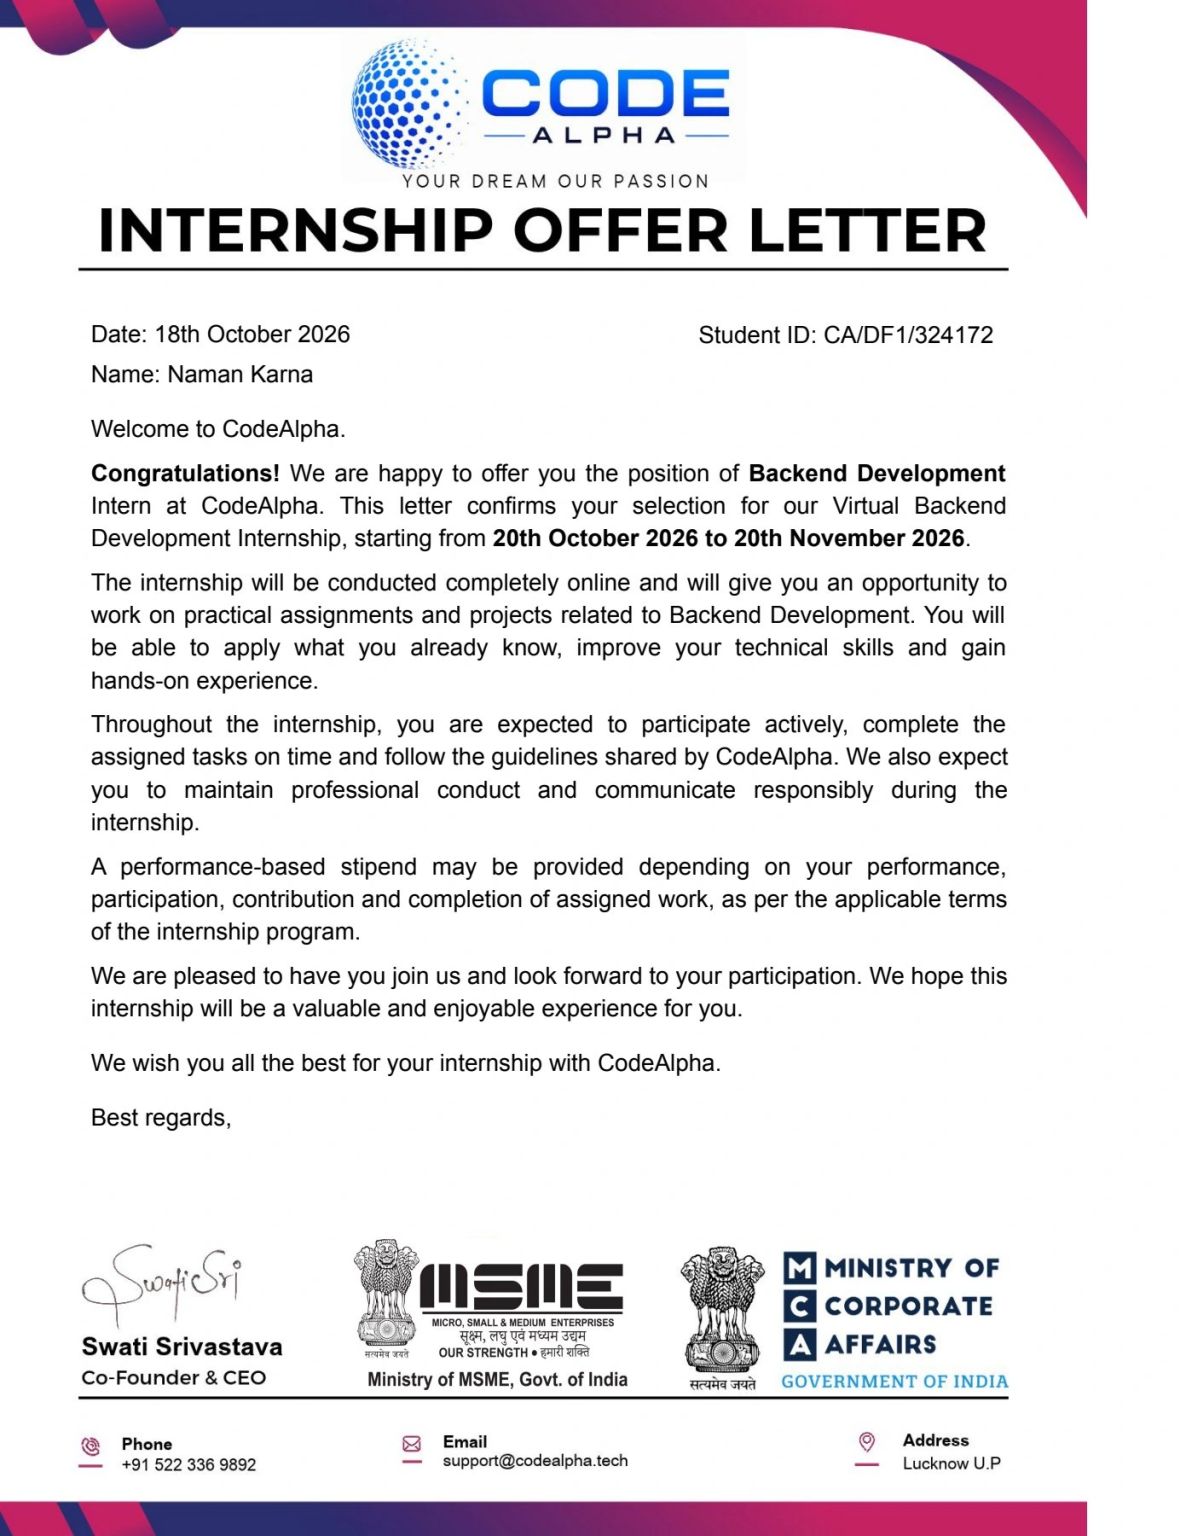 CODE
ALPHA
YOUR DREAM OUR PASSION
INTERNSHIP OFFER LETTER
Date: 18th October 2026
Student ID: CA/DF1/324172
Name: Naman Karna
Welcome to CodeAlpha.
Congratulations! We are happy to offer you the position of Backend Development
Intern at CodeAlpha. This letter confirms your selection for our Virtual Backend
Development Internship, starting from 20th October 2026 to 20th November 2026.
The internship will be conducted completely online and will give you an opportunity to
work on practical assignments and projects related to Backend Development. You will
be able to apply what you already know, improve your technical skills and gain
hands-on experience.
Throughout the internship, you are expected to participate actively, complete the
assigned tasks on time and follow the guidelines shared by CodeAlpha. We also expect
you to maintain professional conduct and communicate responsibly during the
internship.
A performance-based stipend may be provided depending on your performance,
participation, contribution and completion of assigned work, as per the applicable terms
of the internship program.
We are pleased to have you join us and look forward to your participation. We hope this
internship will be a valuable and enjoyable experience for you.
We wish you all the best for your internship with CodeAlpha.
Best regards,
Swati Sri
Swati Srivastava
Co-Founder & CEO
सत्यमेव जयते
MSME
MICRO, SMALL & MEDIUM ENTERPRISES
सूक्ष्म, लघु एवं मध्यम उद्यम
OUR STRENGTH ● हमारी शक्ति
Ministry of MSME, Govt. of India
सत्यमेव जयते
M MINISTRY OF
C CORPORATE
A AFFAIRS
GOVERNMENT OF INDIA
Phone
+91 522 336 9892
Email
support@codealpha.tech
Address
Lucknow U.P